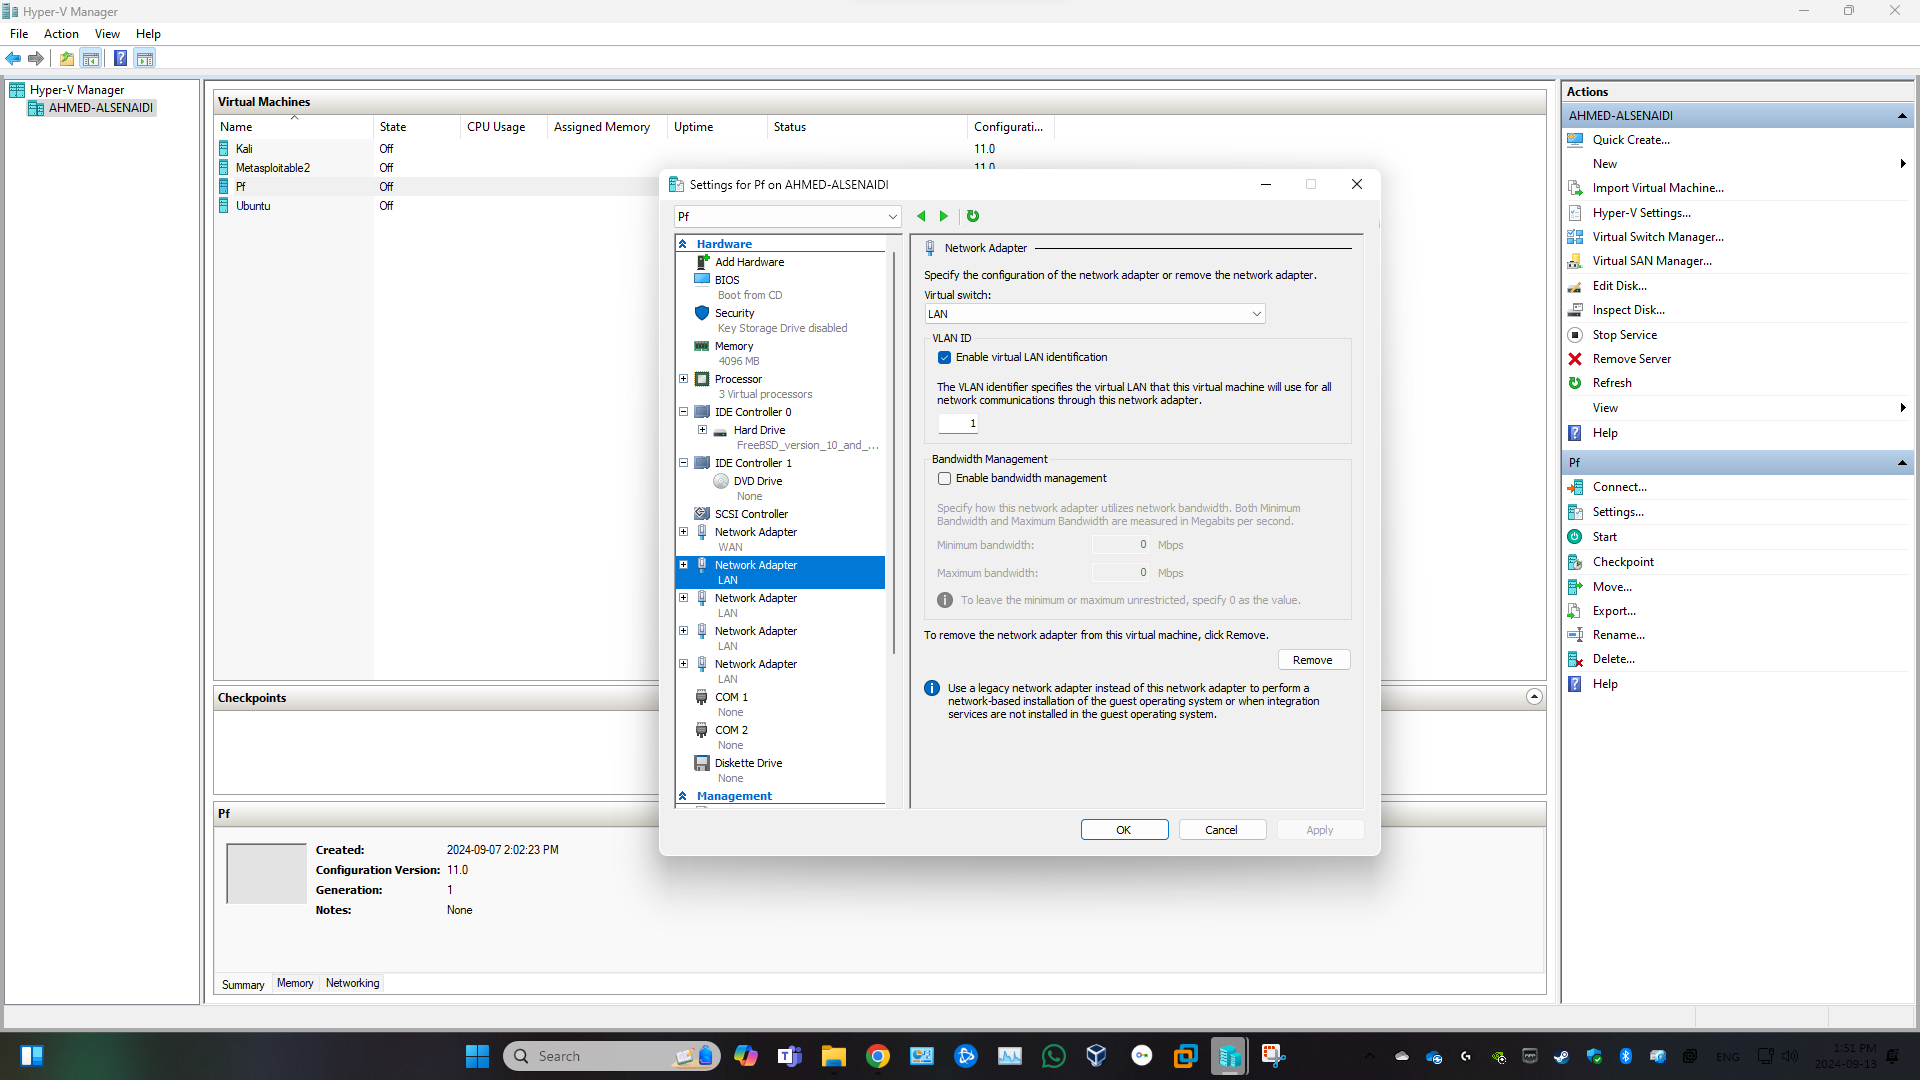 Hyper-V Manager
File Action View Help
Hyper-V Manager
AHMED-ALSENAIDI
Virtual Machines
Name State CPU Usage Assigned Memory Uptime Status Configurati...
Kali Off 11.0
Metasploitable2 Off 11.0
Pf Off
Ubuntu Off
Checkpoints
Pf
Created: 2024-09-07 2:02:23 PM
Configuration Version: 11.0
Generation: 1
Notes: None
Summary Memory Networking
Settings for Pf on AHMED-ALSENAIDI
Pf
Hardware
Add Hardware
BIOS
Boot from CD
Security
Key Storage Drive disabled
Memory
4096 MB
Processor
3 Virtual processors
IDE Controller 0
Hard Drive
FreeBSD_version_10_and_...
IDE Controller 1
DVD Drive
None
SCSI Controller
Network Adapter
WAN
Network Adapter
LAN
Network Adapter
LAN
Network Adapter
LAN
Network Adapter
LAN
COM 1
None
COM 2
None
Diskette Drive
None
Management
Network Adapter
Specify the configuration of the network adapter or remove the network adapter.
Virtual switch:
LAN
VLAN ID
Enable virtual LAN identification
The VLAN identifier specifies the virtual LAN that this virtual machine will use for all
network communications through this network adapter.
1
Bandwidth Management
Enable bandwidth management
Specify how this network adapter utilizes network bandwidth. Both Minimum
Bandwidth and Maximum Bandwidth are measured in Megabits per second.
Minimum bandwidth: 0 Mbps
Maximum bandwidth: 0 Mbps
To leave the minimum or maximum unrestricted, specify 0 as the value.
To remove the network adapter from this virtual machine, click Remove.
Remove
Use a legacy network adapter instead of this network adapter to perform a
network-based installation of the guest operating system or when integration
services are not installed in the guest operating system.
OK Cancel Apply
Actions
AHMED-ALSENAIDI
Quick Create...
New
Import Virtual Machine...
Hyper-V Settings...
Virtual Switch Manager...
Virtual SAN Manager...
Edit Disk...
Inspect Disk...
Stop Service
Remove Server
Refresh
View
Help
Pf
Connect...
Settings...
Start
Checkpoint
Move...
Export...
Rename...
Delete...
Help
Search
ENG
1:51 PM
2024-09-13